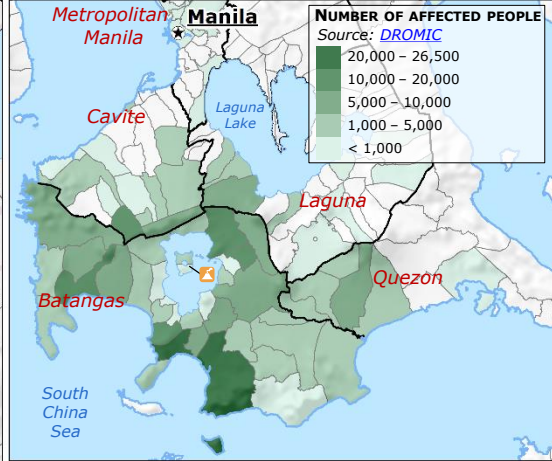 Metropolitan
Manila
Manila
NUMBER OF AFFECTED PEOPLE
Source: DROMIC
20,000 – 26,500
10,000 – 20,000
5,000 – 10,000
1,000 – 5,000
< 1,000
Cavite
Laguna
Lake
Laguna
Quezon
Batangas
South
China
Sea